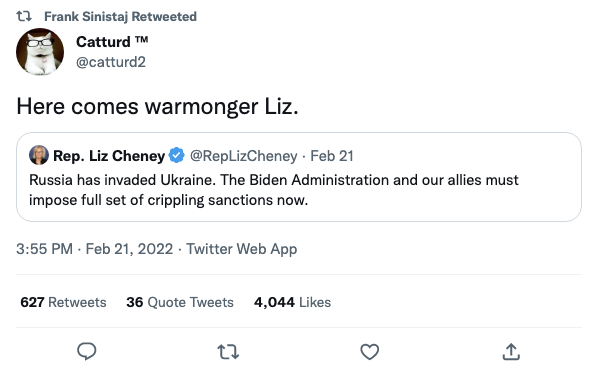 Frank Sinistaj Retweeted
Catturd ™
@catturd2
Here comes warmonger Liz.
Rep. Liz Cheney @RepLizCheney · Feb 21
Russia has invaded Ukraine. The Biden Administration and our allies must
impose full set of crippling sanctions now.
3:55 PM · Feb 21, 2022 · Twitter Web App
627 Retweets 36 Quote Tweets 4,044 Likes